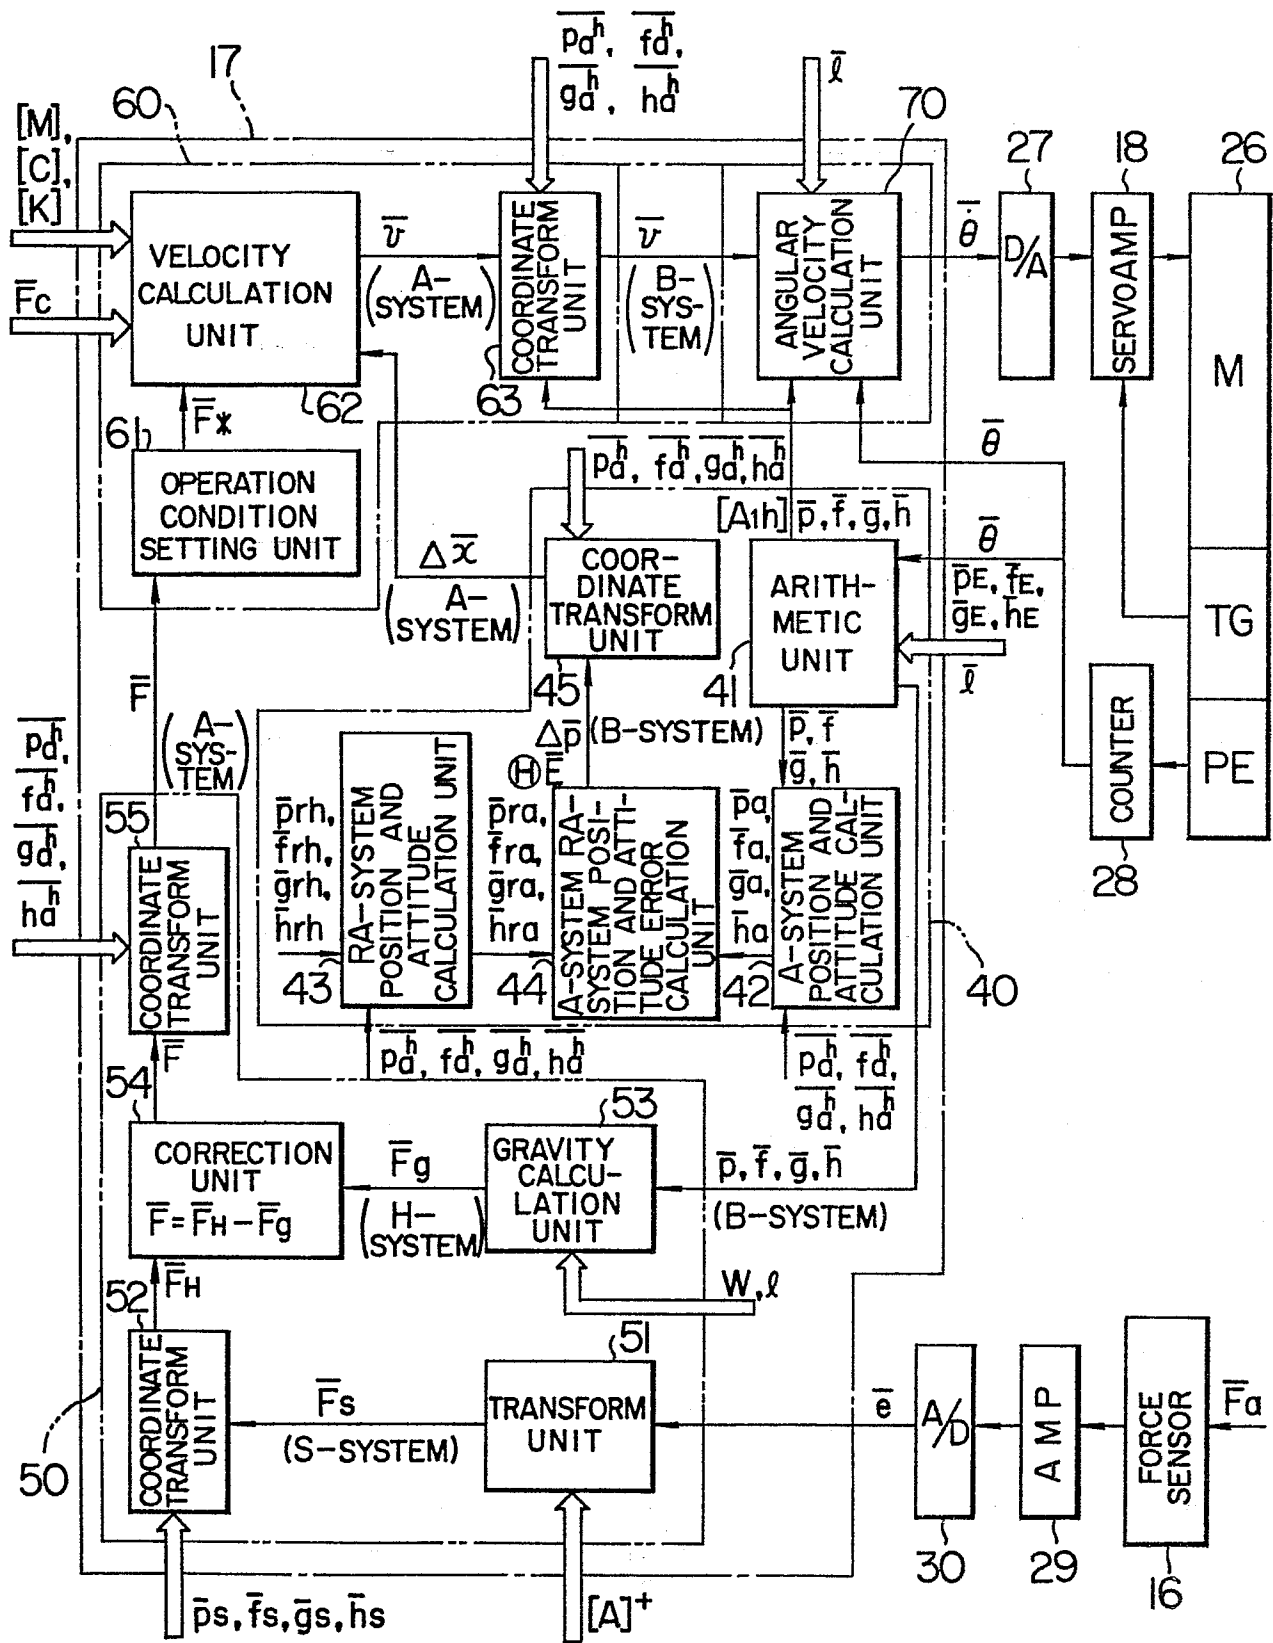 17
60
[M],
[C],
[K]
F̄c
p̄aʰ, f̄aʰ,
ḡaʰ, h̄aʰ
l̄
70
27
18
26
VELOCITY
CALCULATION
UNIT
62
v̄
(A-
SYSTEM)
COORDINATE
TRANSFORM
UNIT
63
v̄
(B-
SYS-
TEM)
ANGULAR
VELOCITY
CALCULATION
UNIT
θ̇̄
D/A
SERVOAMP
M
TG
PE
F̄*
61
OPERATION
CONDITION
SETTING UNIT
p̄aʰ, f̄aʰ, ḡaʰ, h̄aʰ
[A1h] p̄, f̄, ḡ, h̄
θ̄
θ̄
p̄E, f̄E,
ḡE, h̄E
l̄
Δx̄
(A-
SYSTEM)
COOR-
DINATE
TRANSFORM
UNIT
45
ARITH-
METIC
UNIT
41
F̄
(A-
SYS-
TEM)
Δp̄ (B-SYSTEM)
Ⓗ Ē
p̄, f̄
ḡ, h̄
COUNTER
28
p̄aʰ,
f̄aʰ,
ḡaʰ,
h̄aʰ
55
COORDINATE
TRANSFORM
UNIT
p̄rh,
f̄rh,
ḡrh,
h̄rh
43
RA-SYSTEM
POSITION AND
ATTITUDE
CALCULATION UNIT
p̄ra,
f̄ra,
ḡra,
h̄ra
44
A-SYSTEM RA-
SYSTEM POSI-
TION AND ATTI-
TUDE ERROR
CALCULATION
UNIT
p̄a,
f̄a,
ḡa,
h̄a
42
A-SYSTEM
POSITION AND
ATTITUDE CAL-
CULATION UNIT
40
p̄aʰ, f̄aʰ, ḡaʰ, h̄aʰ
p̄aʰ, f̄aʰ,
ḡaʰ, h̄aʰ
F̄
54
CORRECTION
UNIT
F̄=F̄H-F̄g
F̄g
(H-
SYSTEM)
53
GRAVITY
CALCU-
LATION
UNIT
p̄, f̄, ḡ, h̄
(B-SYSTEM)
W, l
F̄H
52
COORDINATE
TRANSFORM
UNIT
50
F̄s
(S-SYSTEM)
51
TRANSFORM
UNIT
ē
A/D
30
AMP
29
FORCE
SENSOR
16
F̄a
p̄s, f̄s, ḡs, h̄s
[A]⁺